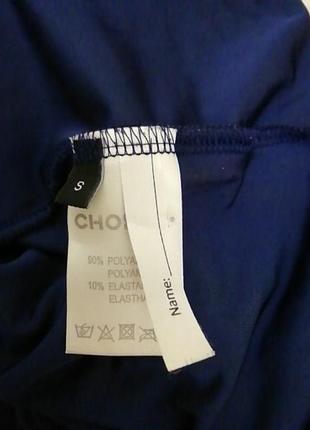 S
CHO
90% POLYA
POLYAM
10% ELASTA
ELASTHA
Name: